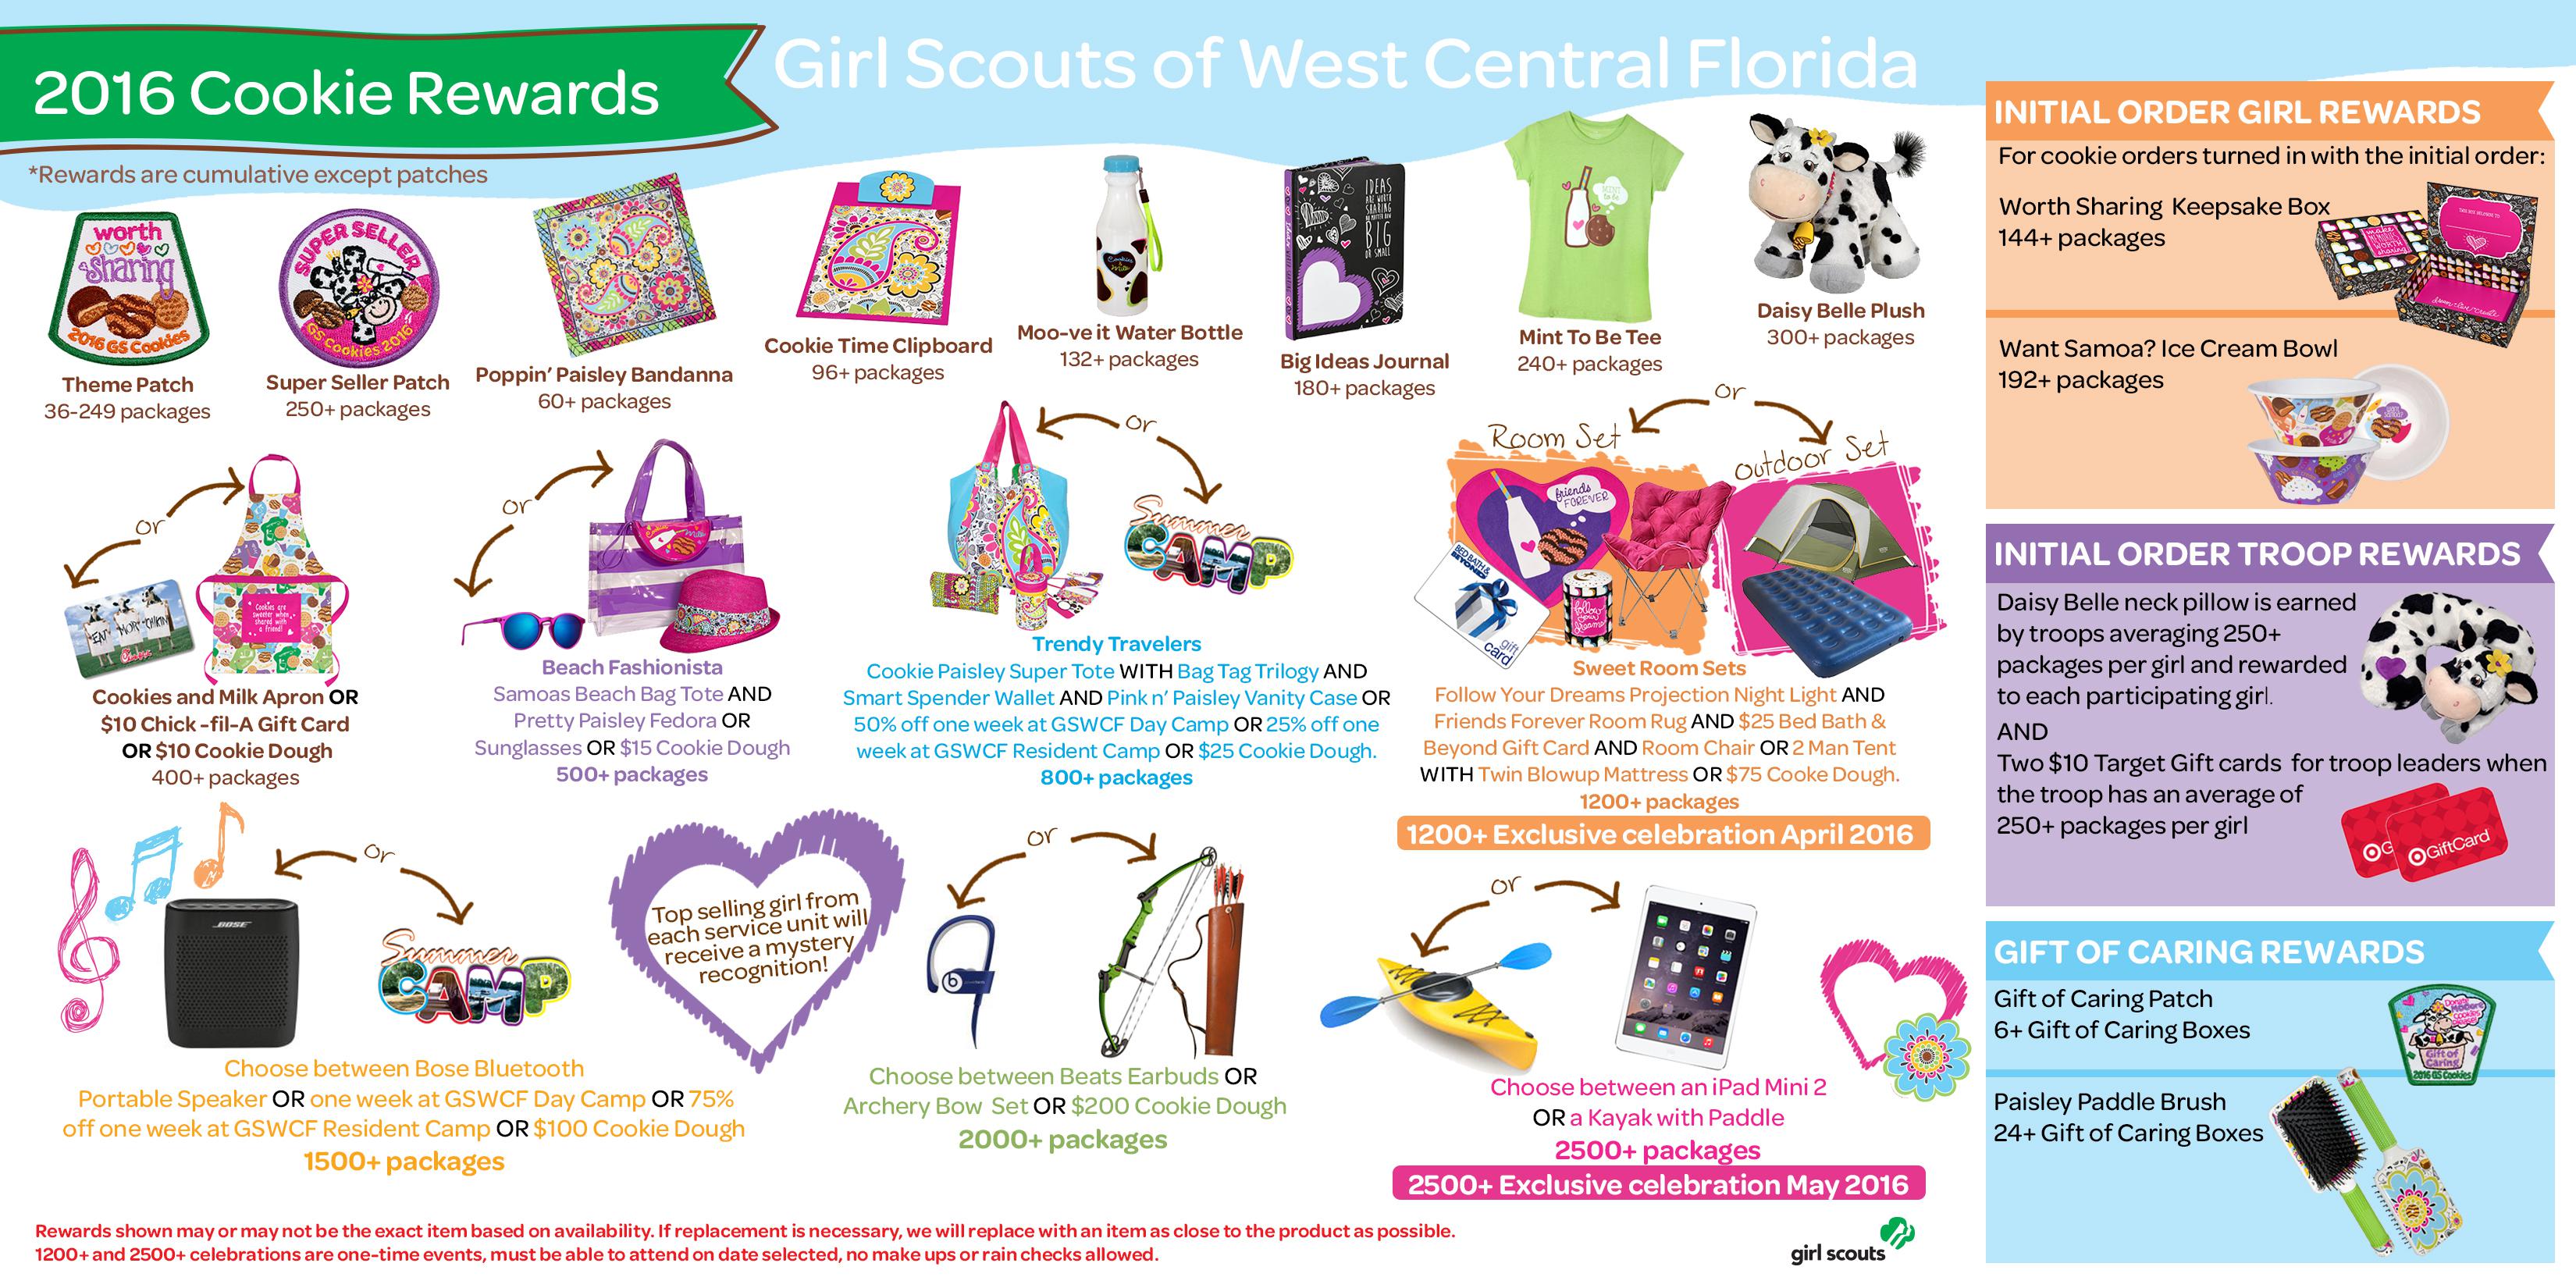 2016 Cookie Rewards
Girl Scouts of West Central Florida
*Rewards are cumulative except patches
worth
sharing
2016 GS Cookies
Theme Patch
36-249 packages
SUPER SELLER
GS Cookies 2016
Super Seller Patch
250+ packages
Poppin' Paisley Bandanna
60+ packages
Cookie Time Clipboard
96+ packages
Cookies
& Milk
Moo-ve it Water Bottle
132+ packages
IDEAS
ARE WORTH
SHARING
NO MATTER HOW
BIG
OR SMALL
Big Ideas Journal
180+ packages
MINT
to be
Mint To Be Tee
240+ packages
Daisy Belle Plush
300+ packages
or
EAT MOR CHIKIN
Cookies are
sweeter when
shared with
a friend!
Cookies and Milk Apron OR
$10 Chick -fil-A Gift Card
OR $10 Cookie Dough
400+ packages
or
Beach Fashionista
Samoas Beach Bag Tote AND
Pretty Paisley Fedora OR
Sunglasses OR $15 Cookie Dough
500+ packages
or
Summer
CAMP
Trendy Travelers
Cookie Paisley Super Tote WITH Bag Tag Trilogy AND
Smart Spender Wallet AND Pink n' Paisley Vanity Case OR
50% off one week at GSWCF Day Camp OR 25% off one
week at GSWCF Resident Camp OR $25 Cookie Dough.
800+ packages
or
Room Set
Outdoor Set
friends
FOREVER
BED BATH &
BEYOND
gift
card
follow
your
dreams
Sweet Room Sets
Follow Your Dreams Projection Night Light AND
Friends Forever Room Rug AND $25 Bed Bath &
Beyond Gift Card AND Room Chair OR 2 Man Tent
WITH Twin Blowup Mattress OR $75 Cooke Dough.
1200+ packages
1200+ Exclusive celebration April 2016
or
BOSE
Summer
CAMP
Choose between Bose Bluetooth
Portable Speaker OR one week at GSWCF Day Camp OR 75%
off one week at GSWCF Resident Camp OR $100 Cookie Dough
1500+ packages
Top selling girl from
each service unit will
receive a mystery
recognition!
or
b
Choose between Beats Earbuds OR
Archery Bow Set OR $200 Cookie Dough
2000+ packages
or
Choose between an iPad Mini 2
OR a Kayak with Paddle
2500+ packages
2500+ Exclusive celebration May 2016
Rewards shown may or may not be the exact item based on availability. If replacement is necessary, we will replace with an item as close to the product as possible.
1200+ and 2500+ celebrations are one-time events, must be able to attend on date selected, no make ups or rain checks allowed.
girl scouts
INITIAL ORDER GIRL REWARDS
For cookie orders turned in with the initial order:
Worth Sharing Keepsake Box
144+ packages
Want Samoa? Ice Cream Bowl
192+ packages
INITIAL ORDER TROOP REWARDS
Daisy Belle neck pillow is earned
by troops averaging 250+
packages per girl and rewarded
to each participating girl.
AND
Two $10 Target Gift cards for troop leaders when
the troop has an average of
250+ packages per girl
GiftCard
GIFT OF CARING REWARDS
Gift of Caring Patch
6+ Gift of Caring Boxes
Gift of
Caring
2016 GS Cookies
Paisley Paddle Brush
24+ Gift of Caring Boxes